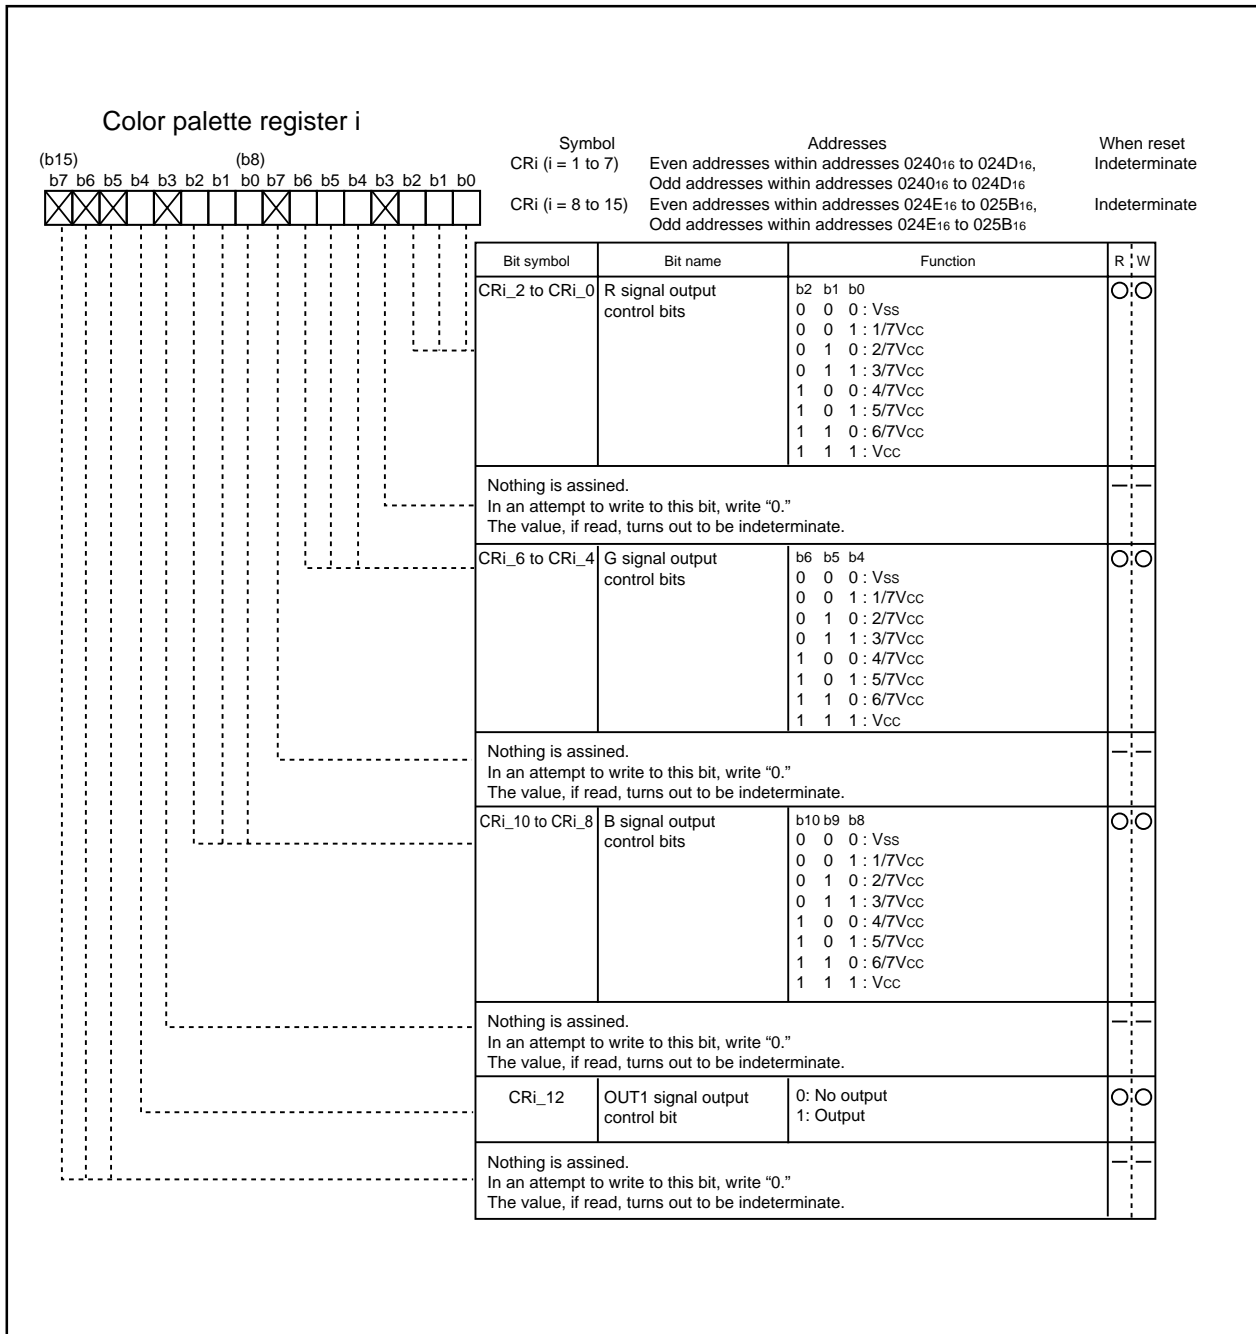 Color palette register i
Symbol Addresses When reset
CRi (i = 1 to 7) Even addresses within addresses 024016 to 024D16, Indeterminate
Odd addresses within addresses 024016 to 024D16
CRi (i = 8 to 15) Even addresses within addresses 024E16 to 025B16, Indeterminate
Odd addresses within addresses 024E16 to 025B16
(b15) (b8)
b7 b6 b5 b4 b3 b2 b1 b0 b7 b6 b5 b4 b3 b2 b1 b0
Bit symbol Bit name Function R W
CRi_2 to CRi_0 R signal output b2 b1 b0
control bits 0 0 0 : VSS
0 0 1 : 1/7VCC
0 1 0 : 2/7VCC
0 1 1 : 3/7VCC
1 0 0 : 4/7VCC
1 0 1 : 5/7VCC
1 1 0 : 6/7VCC
1 1 1 : VCC
Nothing is assined.
In an attempt to write to this bit, write “0.”
The value, if read, turns out to be indeterminate.
CRi_6 to CRi_4 G signal output b6 b5 b4
control bits 0 0 0 : VSS
0 0 1 : 1/7VCC
0 1 0 : 2/7VCC
0 1 1 : 3/7VCC
1 0 0 : 4/7VCC
1 0 1 : 5/7VCC
1 1 0 : 6/7VCC
1 1 1 : VCC
Nothing is assined.
In an attempt to write to this bit, write “0.”
The value, if read, turns out to be indeterminate.
CRi_10 to CRi_8 B signal output b10 b9 b8
control bits 0 0 0 : VSS
0 0 1 : 1/7VCC
0 1 0 : 2/7VCC
0 1 1 : 3/7VCC
1 0 0 : 4/7VCC
1 0 1 : 5/7VCC
1 1 0 : 6/7VCC
1 1 1 : VCC
Nothing is assined.
In an attempt to write to this bit, write “0.”
The value, if read, turns out to be indeterminate.
CRi_12 OUT1 signal output 0: No output
control bit 1: Output
Nothing is assined.
In an attempt to write to this bit, write “0.”
The value, if read, turns out to be indeterminate.